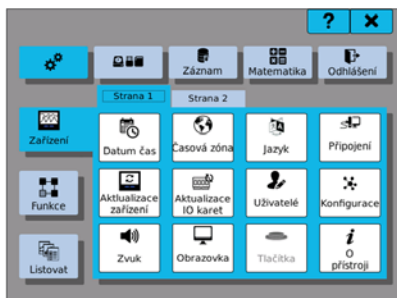 ?
Záznam
Matematika
Odhlášení
Strana 1
Strana 2
Zařízení
Datum čas
Časová zóna
Jazyk
Připojení
Funkce
Aktualizace
zařízení
Aktualizace
IO karet
Uživatelé
Konfigurace
Listovat
Zvuk
Obrazovka
Tlačítka
i
O
přístroji